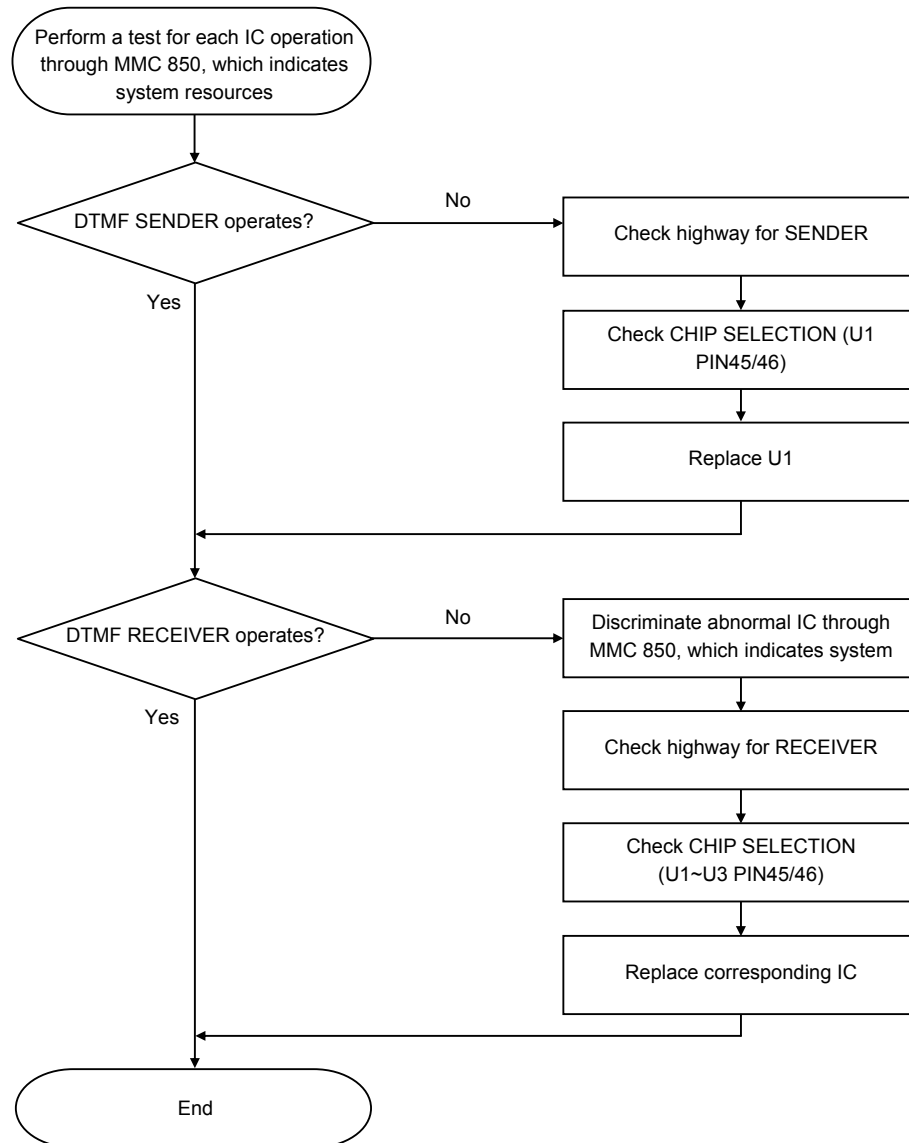 Perform a test for each IC operation
through MMC 850, which indicates
system resources
DTMF SENDER operates?
No
Yes
Check highway for SENDER
Check CHIP SELECTION (U1
PIN45/46)
Replace U1
DTMF RECEIVER operates?
No
Yes
Discriminate abnormal IC through
MMC 850, which indicates system
Check highway for RECEIVER
Check CHIP SELECTION
(U1~U3 PIN45/46)
Replace corresponding IC
End